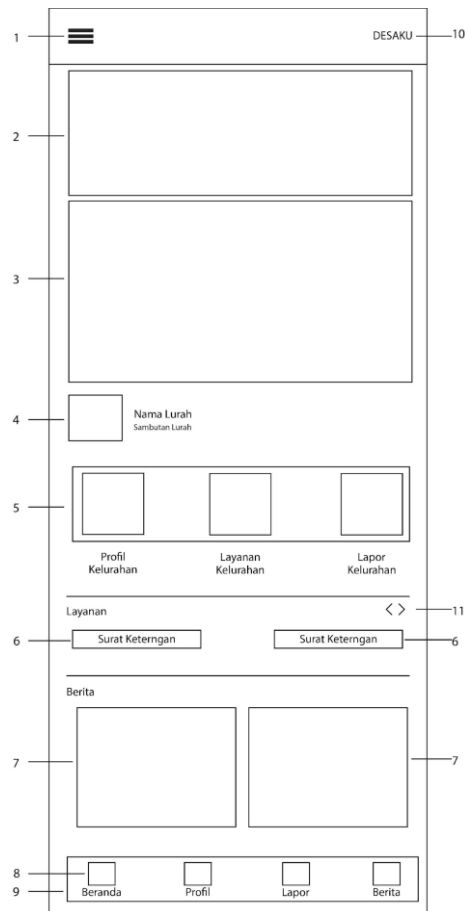 1
DESAKU
10
2
3
4
Nama Lurah
Sambutan Lurah
5
Profil
Kelurahan
Layanan
Kelurahan
Lapor
Kelurahan
Layanan
< >
11
6
Surat Keterngan
Surat Keterngan
6
Berita
7
7
8
9
Beranda
Profil
Lapor
Berita